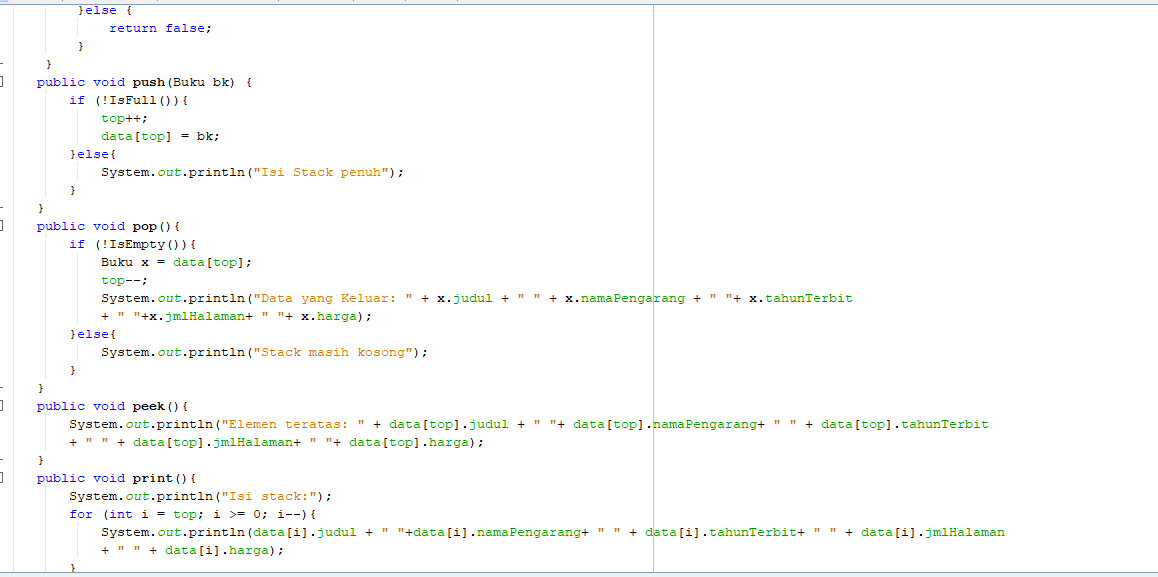 }else {
return false;
}
}
public void push(Buku bk) {
if (!IsFull()){
top++;
data[top] = bk;
}else{
System.out.println("Isi Stack penuh");
}
}
public void pop(){
if (!IsEmpty()){
Buku x = data[top];
top--;
System.out.println("Data yang Keluar: " + x.judul + " " + x.namaPengarang + " "+ x.tahunTerbit
+ " "+x.jmlHalaman+ " "+ x.harga);
}else{
System.out.println("Stack masih kosong");
}
}
public void peek(){
System.out.println("Elemen teratas: " + data[top].judul + " "+ data[top].namaPengarang+ " " + data[top].tahunTerbit
+ " " + data[top].jmlHalaman+ " "+ data[top].harga);
}
public void print(){
System.out.println("Isi stack:");
for (int i = top; i >= 0; i--){
System.out.println(data[i].judul + " "+data[i].namaPengarang+ " " + data[i].tahunTerbit+ " " + data[i].jmlHalaman
+ " " + data[i].harga);
}